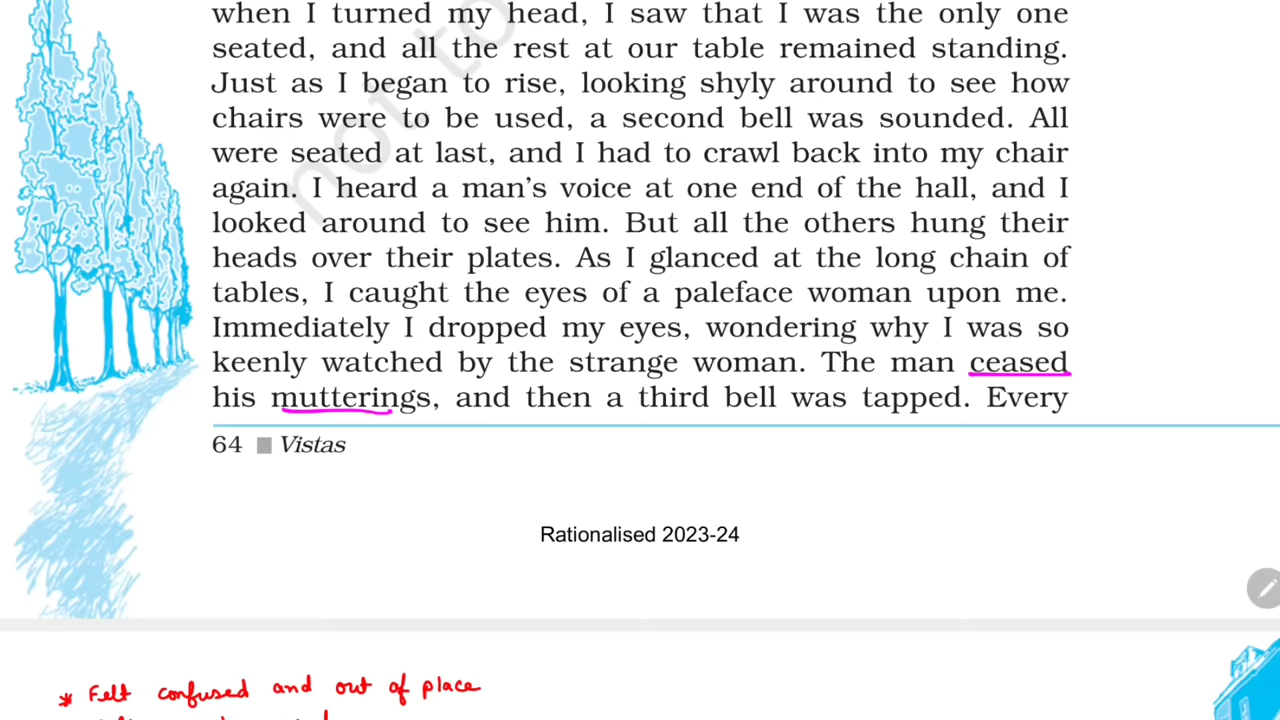 when I turned my head, I saw that I was the only one
seated, and all the rest at our table remained standing.
Just as I began to rise, looking shyly around to see how
chairs were to be used, a second bell was sounded. All
were seated at last, and I had to crawl back into my chair
again. I heard a man's voice at one end of the hall, and I
looked around to see him. But all the others hung their
heads over their plates. As I glanced at the long chain of
tables, I caught the eyes of a paleface woman upon me.
Immediately I dropped my eyes, wondering why I was so
keenly watched by the strange woman. The man ceased
his mutterings, and then a third bell was tapped. Every
64 ■ Vistas
Rationalised 2023-24
* Felt confused and out of place
not to